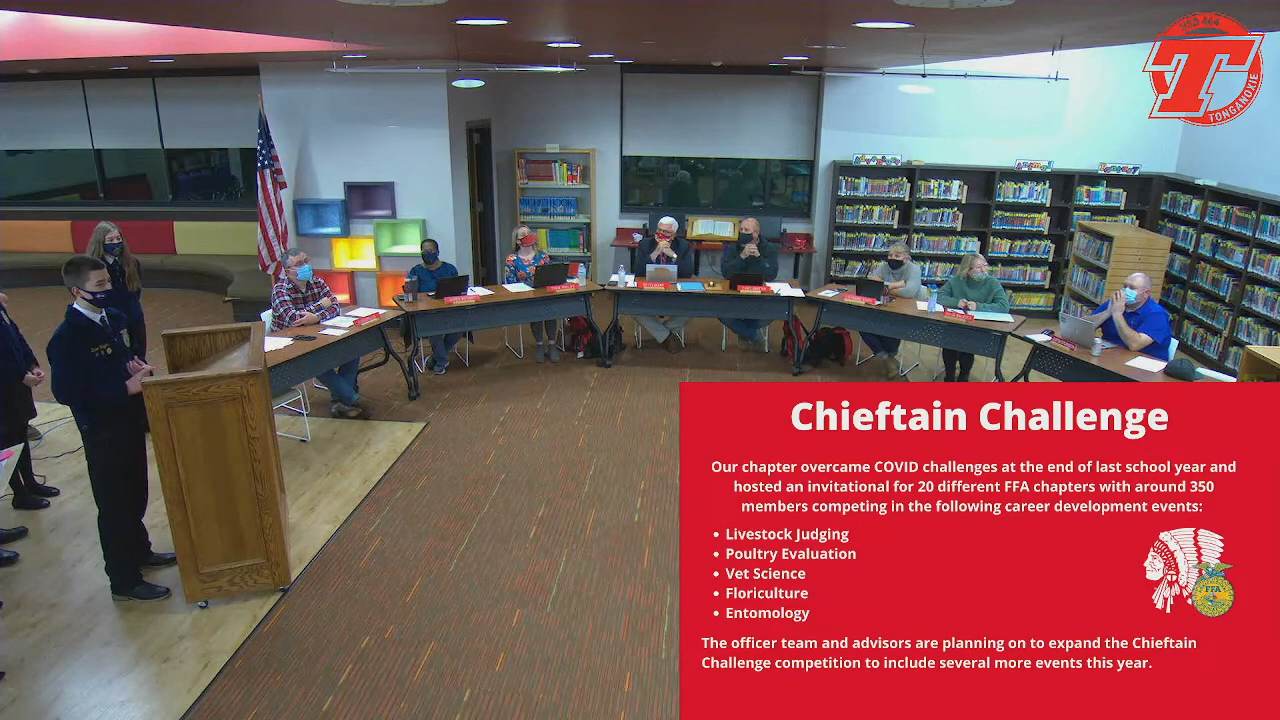 USD 464
T
TONGANOXIE
Chieftain Challenge
Our chapter overcame COVID challenges at the end of last school year and
hosted an invitational for 20 different FFA chapters with around 350
members competing in the following career development events:
• Livestock Judging
• Poultry Evaluation
• Vet Science
• Floriculture
• Entomology
FFA
The officer team and advisors are planning on to expand the Chieftain
Challenge competition to include several more events this year.